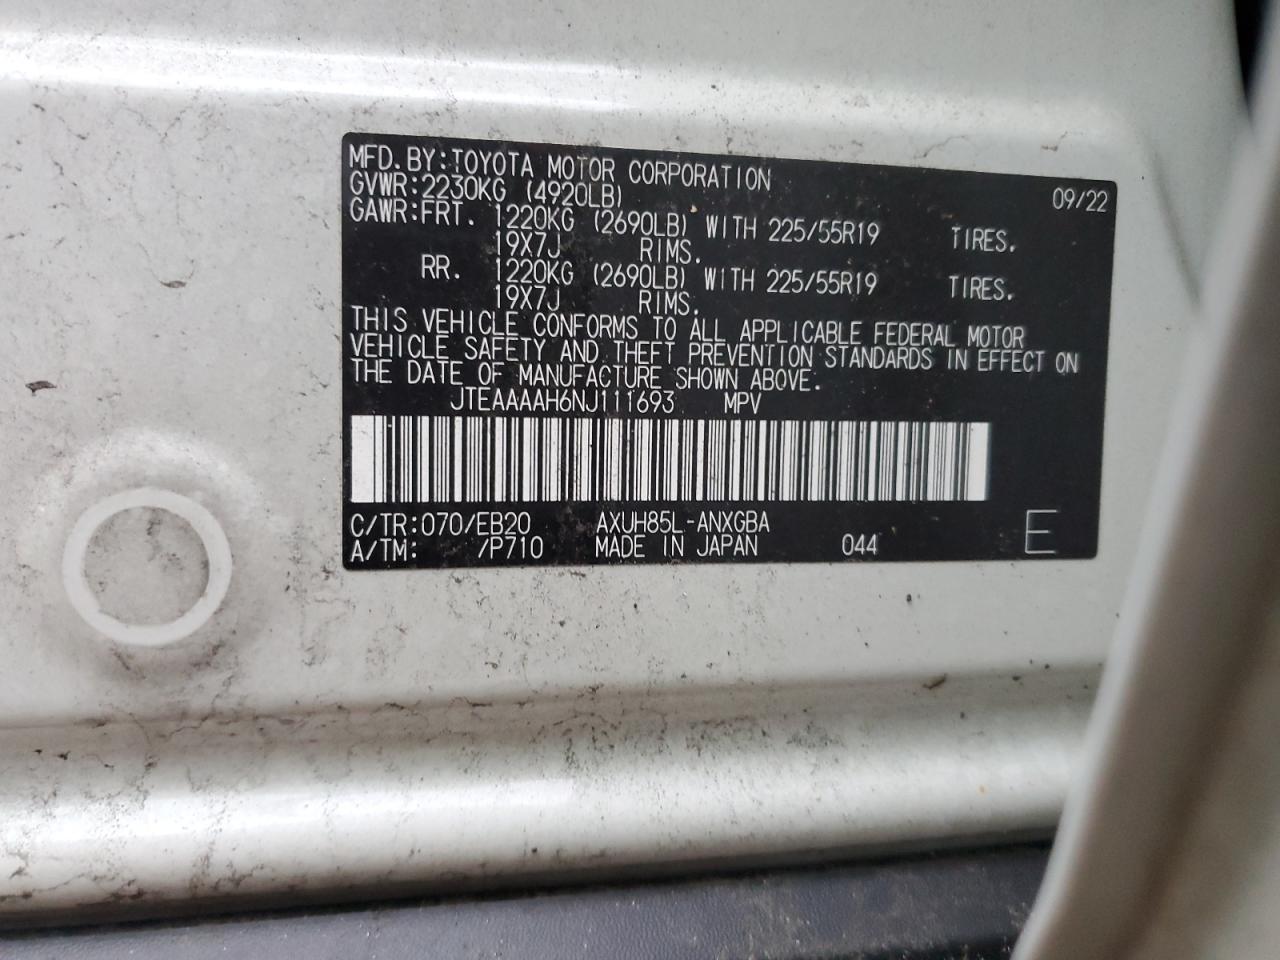 MFD. BY: TOYOTA MOTOR CORPORATION 09/22
GVWR: 2230KG (4920LB)
GAWR: FRT. 1220KG (2690LB) WITH 225/55R19 TIRES.
19X7J RIMS.
RR. 1220KG (2690LB) WITH 225/55R19 TIRES.
19X7J RIMS.
THIS VEHICLE CONFORMS TO ALL APPLICABLE FEDERAL MOTOR
VEHICLE SAFETY AND THEFT PREVENTION STANDARDS IN EFFECT ON
THE DATE OF MANUFACTURE SHOWN ABOVE.
JTEAAAAH6NJ111693 MPV
C/TR: 070/EB20 AXUH85L-ANXGBA
A/TM: /P710 MADE IN JAPAN 044 E